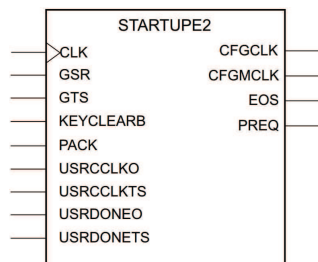 STARTUPE2
CLK
GSR
GTS
KEYCLEARB
PACK
USRCCLKO
USRCCLKTS
USRDONEO
USRDONETS
CFGCLK
CFGMCLK
EOS
PREQ